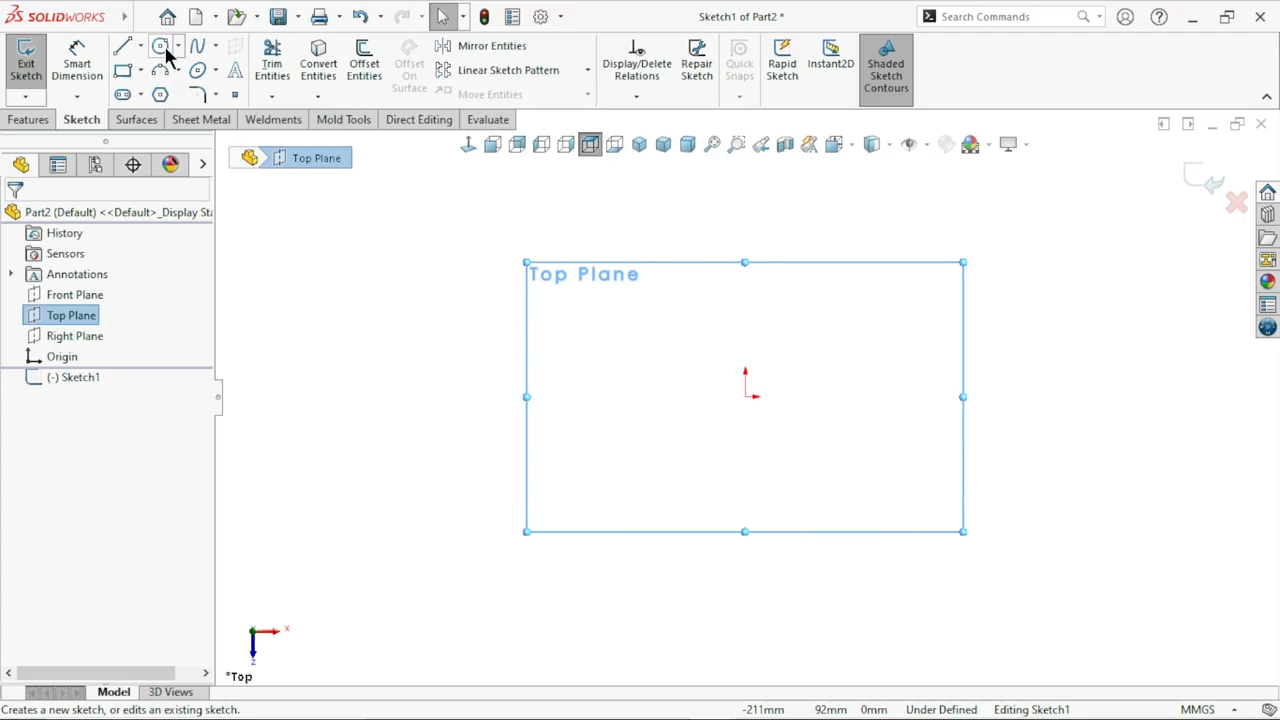 SOLIDWORKS
Sketch1 of Part2 *
Search Commands
Exit Sketch
Smart Dimension
Trim Entities
Convert Entities
Offset Entities
Offset On Surface
Mirror Entities
Linear Sketch Pattern
Move Entities
Display/Delete Relations
Repair Sketch
Quick Snaps
Rapid Sketch
Instant2D
Shaded Sketch Contours
Features
Sketch
Surfaces
Sheet Metal
Weldments
Mold Tools
Direct Editing
Evaluate
Top Plane
Part2 (Default) <<Default>_Display Sta
History
Sensors
Annotations
Front Plane
Top Plane
Right Plane
Origin
(-) Sketch1
Top Plane
x
z
*Top
Model
3D Views
Creates a new sketch, or edits an existing sketch.
-211mm
92mm
0mm
Under Defined
Editing Sketch1
MMGS